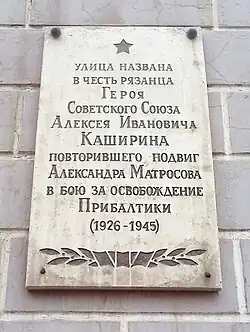 УЛИЦА НАЗВАНА
В ЧЕСТЬ РЯЗАНЦА
ГЕРОЯ
СОВЕТСКОГО СОЮЗА
АЛЕКСЕЯ ИВАНОВИЧА
КАШИРИНА
ПОВТОРИВШЕГО ПОДВИГ
АЛЕКСАНДРА МАТРОСОВА
В БОЮ ЗА ОСВОБОЖДЕНИЕ
ПРИБАЛТИКИ
(1926-1945)